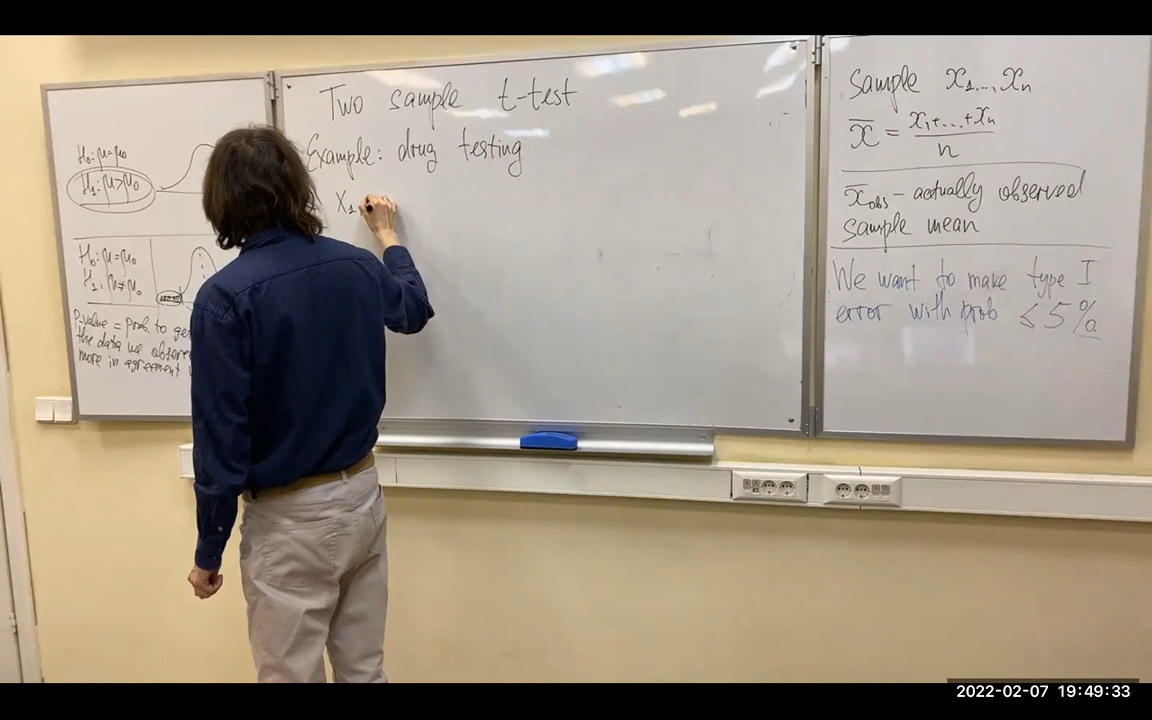 H₀: μ=μ₀
H₁: μ>μ₀
H₀: μ=μ₀
H₁: μ≠μ₀
P-value = prob. to get
the data we observe
more in agreement
Two sample t-test
Example: drug testing
X₁
Sample x₁...,xₙ
x̄ = x₁+...+xₙ / n
x̄obs - actually observed
sample mean
We want to make type I
error with prob ≤ 5%
2022-02-07 19:49:33